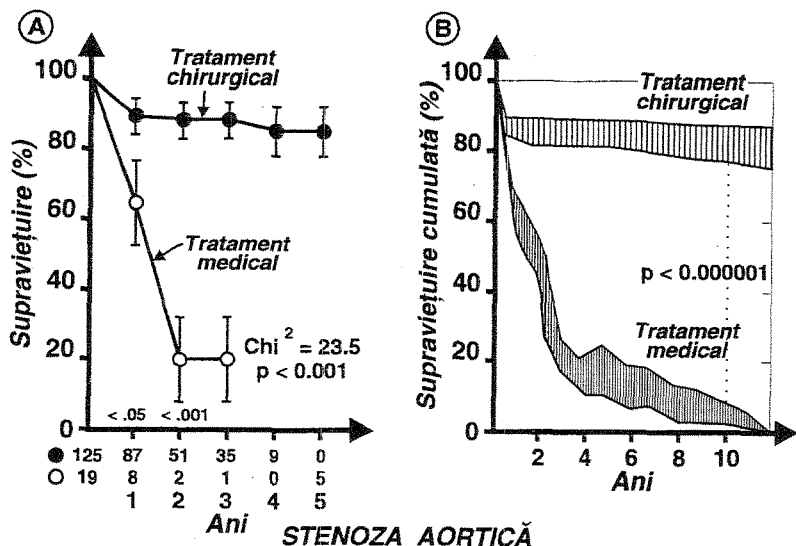 A
Supraviețuire (%)
100
80
60
40
20
0
Tratament
chirurgical
Tratament
medical
Chi 2 = 23.5
p < 0.001
< .05 < .001
● 125 87 51 35 9 0
○ 19 8 2 1 0 5
1 2 3 4 5
Ani
B
Supraviețuire cumulată (%)
100
80
60
40
20
0
Tratament
chirurgical
p < 0.000001
Tratament
medical
2 4 6 8 10
Ani
STENOZA AORTICĂ